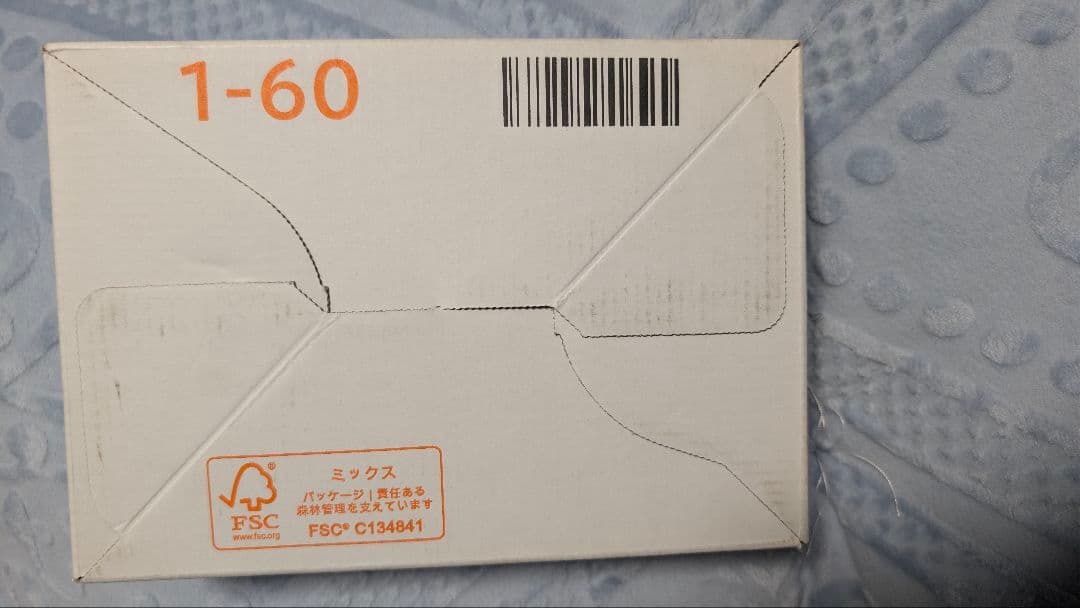 1-60
ミックス
パッケージ | 責任ある
森林管理を支えています
FSC® C134841
®
FSC
www.fsc.org